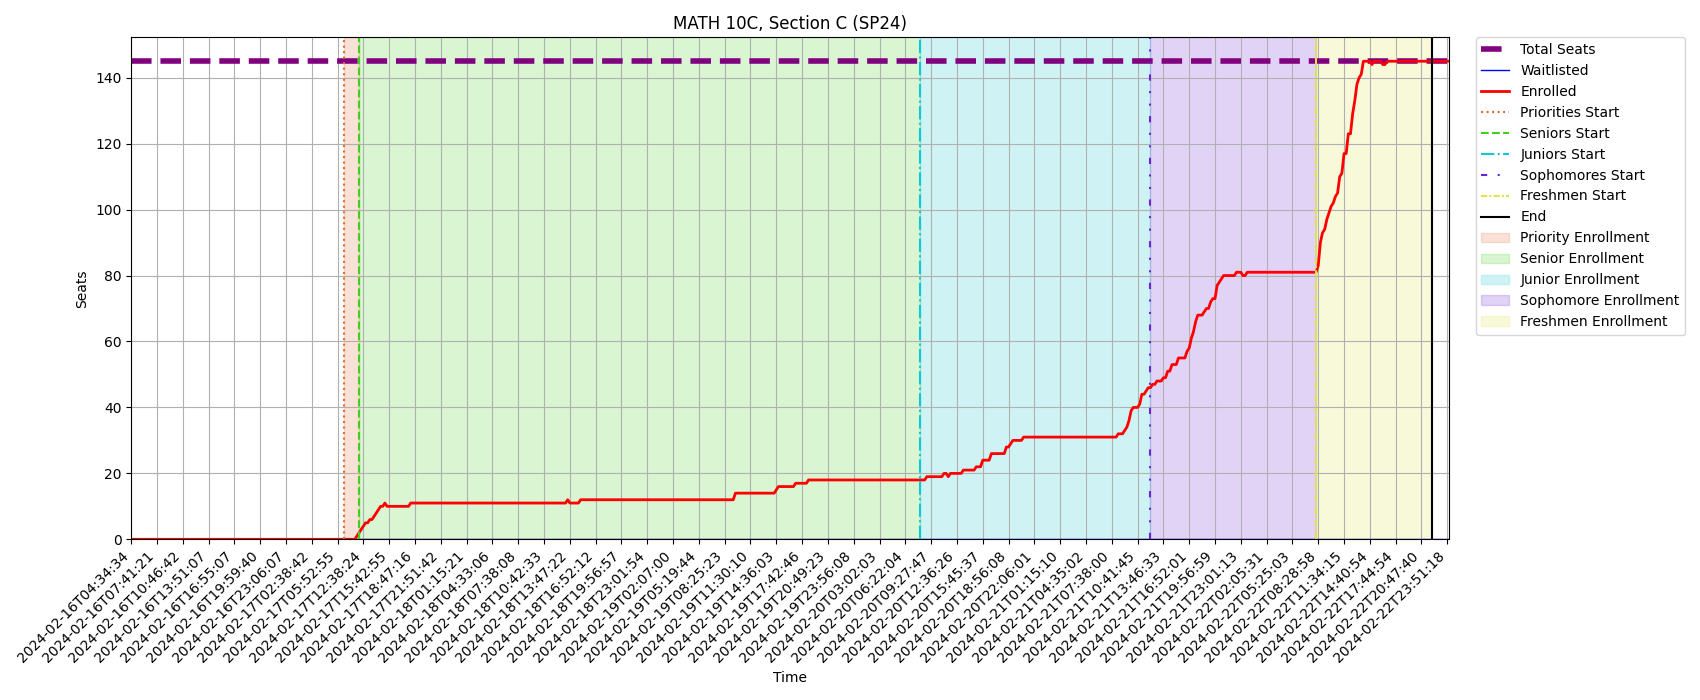 MATH 10C, Section C (SP24)
Seats
140
120
100
80
60
40
20
0
2024-02-16T04:34:34
2024-02-16T07:41:21
2024-02-16T10:46:42
2024-02-16T13:51:07
2024-02-16T16:55:07
2024-02-16T19:59:40
2024-02-16T23:06:07
2024-02-17T02:38:42
2024-02-17T05:52:55
2024-02-17T12:38:24
2024-02-17T15:42:55
2024-02-17T18:47:16
2024-02-17T21:51:42
2024-02-18T01:15:21
2024-02-18T04:33:06
2024-02-18T07:38:08
2024-02-18T10:42:33
2024-02-18T13:47:22
2024-02-18T16:52:12
2024-02-18T19:56:57
2024-02-18T23:01:54
2024-02-19T02:07:00
2024-02-19T05:19:44
2024-02-19T08:25:23
2024-02-19T11:30:10
2024-02-19T14:36:03
2024-02-19T17:42:46
2024-02-19T20:49:23
2024-02-19T23:56:08
2024-02-20T03:02:03
2024-02-20T06:22:04
2024-02-20T09:27:47
2024-02-20T12:36:26
2024-02-20T15:45:37
2024-02-20T18:56:08
2024-02-20T22:06:01
2024-02-21T01:15:10
2024-02-21T04:35:02
2024-02-21T07:38:00
2024-02-21T10:41:45
2024-02-21T13:46:33
2024-02-21T16:52:01
2024-02-21T19:56:59
2024-02-21T23:01:13
2024-02-22T02:05:31
2024-02-22T05:25:03
2024-02-22T08:28:58
2024-02-22T11:34:15
2024-02-22T14:40:54
2024-02-22T17:44:54
2024-02-22T20:47:40
2024-02-22T23:51:18
Time
Total Seats
Waitlisted
Enrolled
Priorities Start
Seniors Start
Juniors Start
Sophomores Start
Freshmen Start
End
Priority Enrollment
Senior Enrollment
Junior Enrollment
Sophomore Enrollment
Freshmen Enrollment